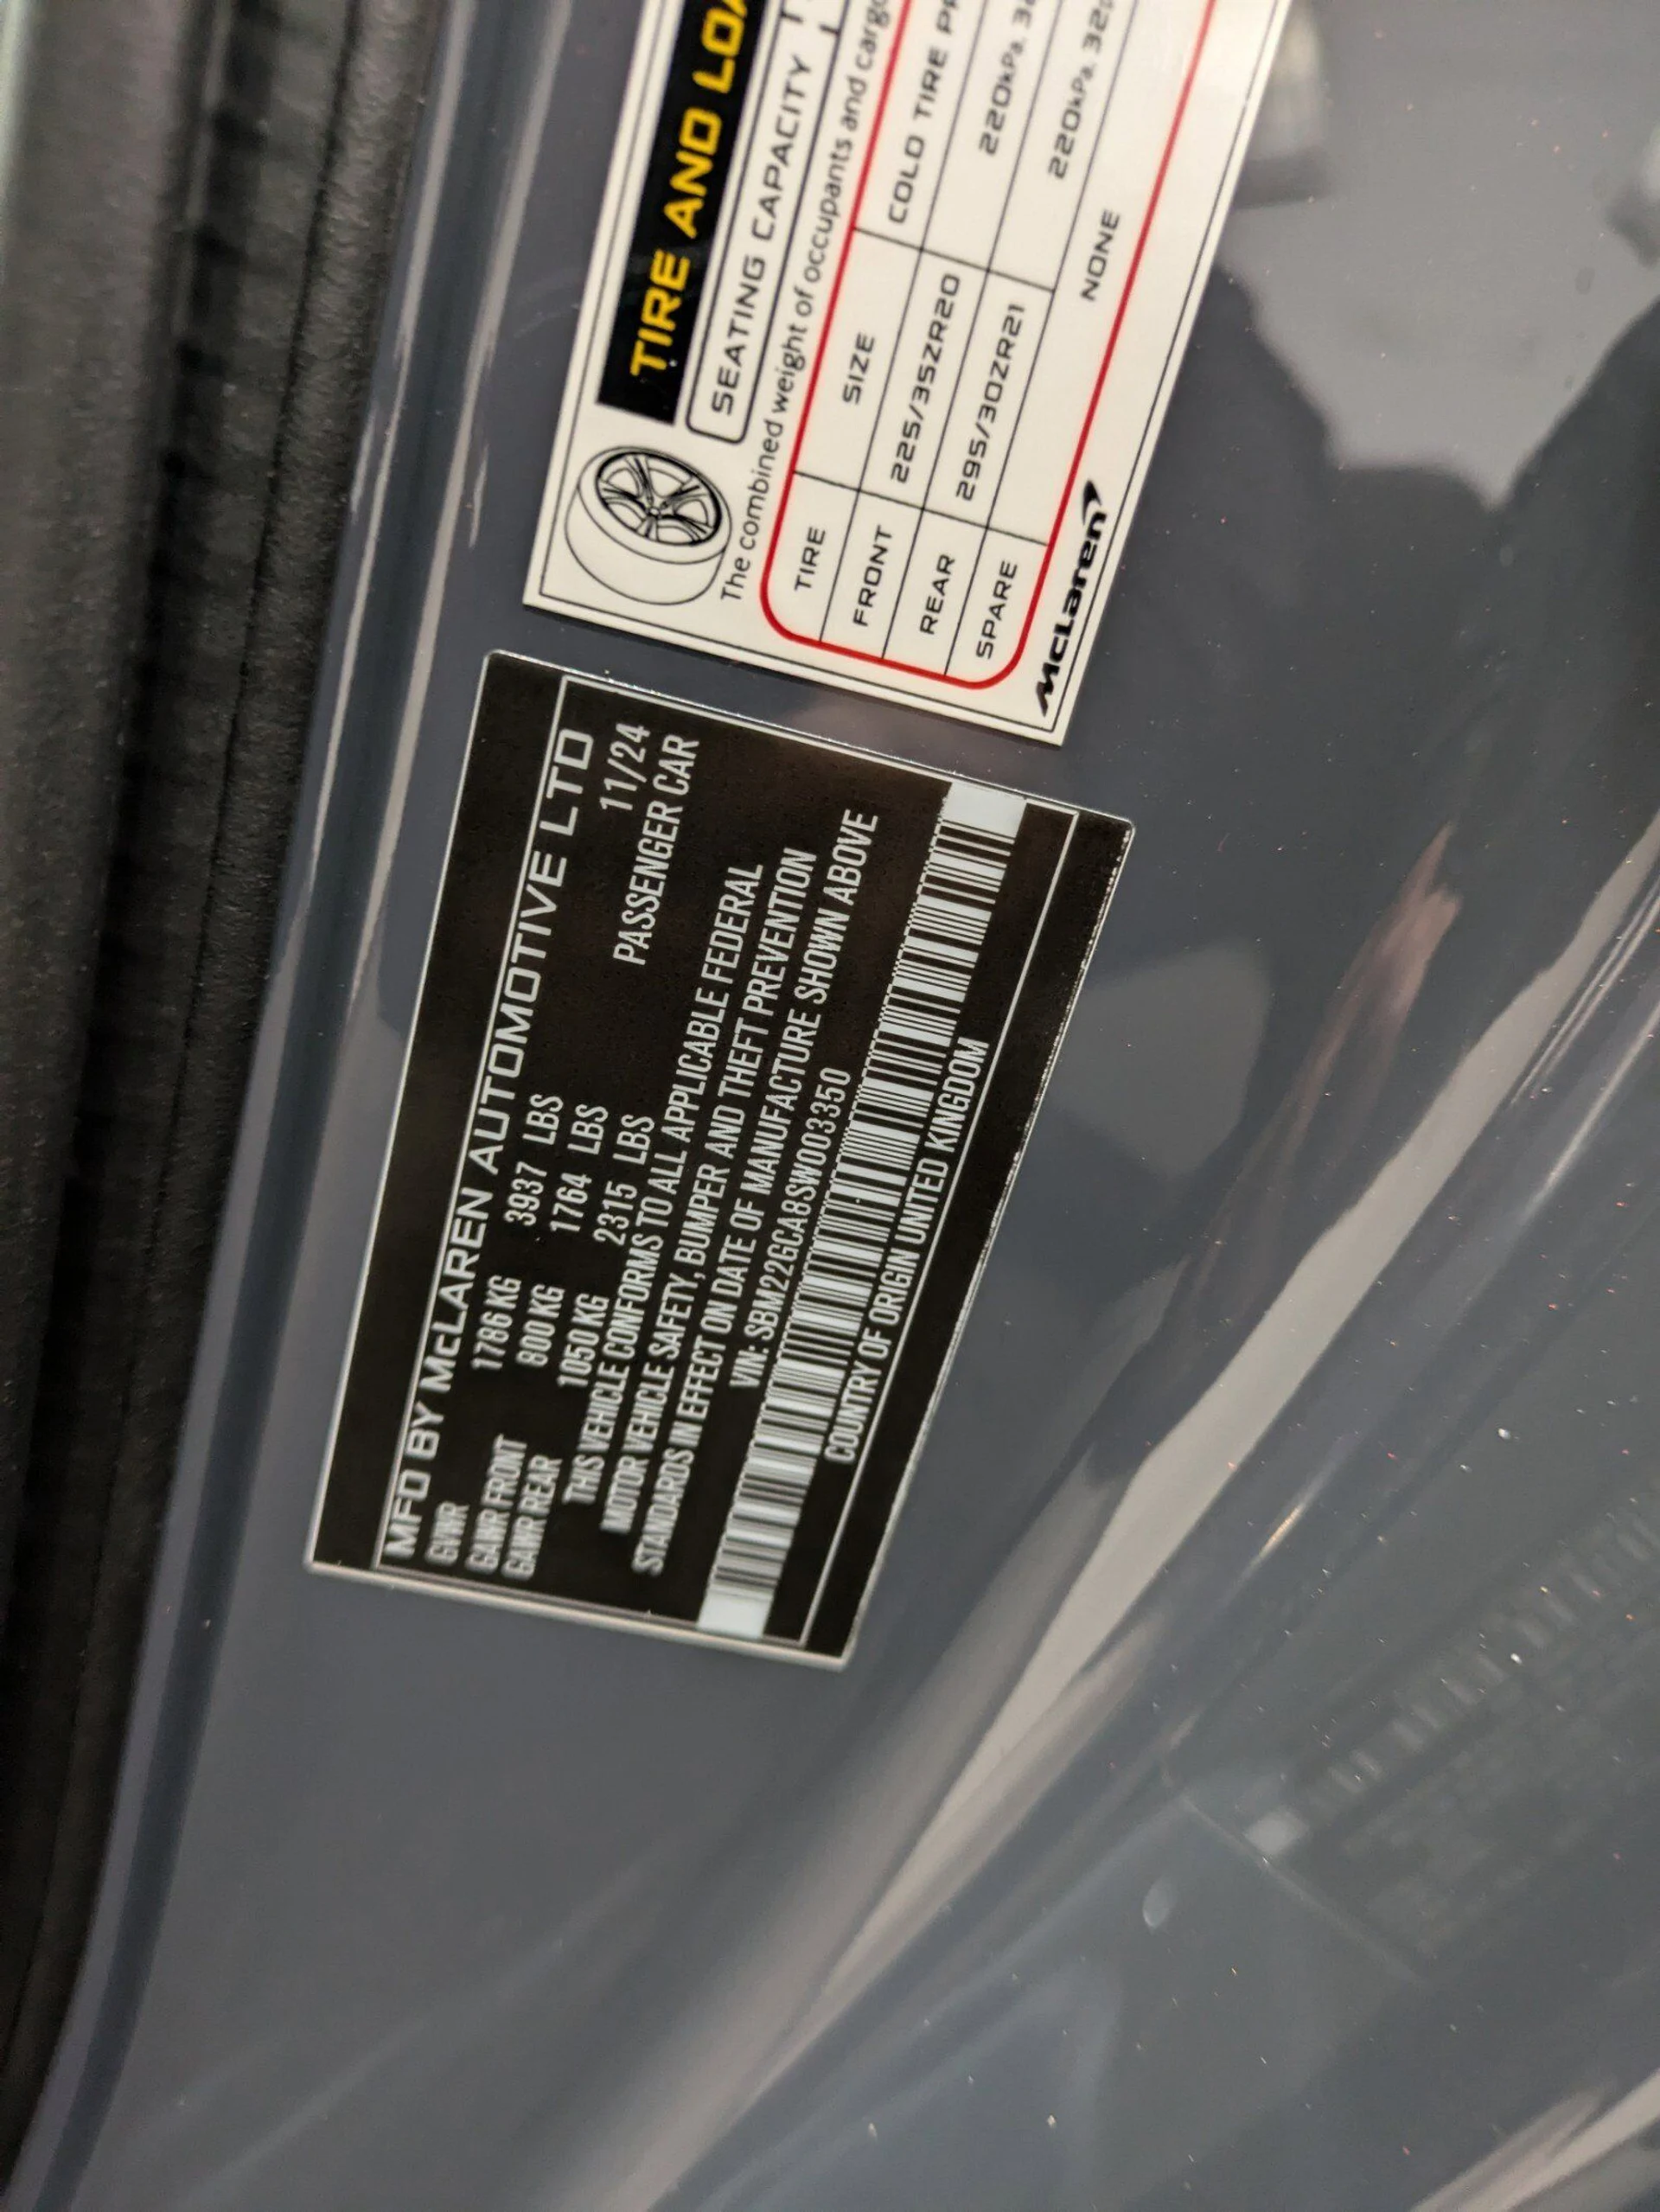 TIRE AND
SEATING CAPACITY
The combined weight of occupants and cargo
TIRE SIZE COLD TIRE
FRONT 225/35ZR20 220kPa.
REAR 295/30ZR21 220kPa. 32
SPARE NONE
McLaren
MFD BY McLAREN AUTOMOTIVE LTD
GVWR 1786 KG 3937 LBS 11/24
GAWR FRONT 800 KG 1764 LBS PASSENGER CAR
GAWR REAR 1050 KG 2315 LBS
THIS VEHICLE CONFORMS TO ALL APPLICABLE FEDERAL
MOTOR VEHICLE SAFETY, BUMPER AND THEFT PREVENTION
STANDARDS IN EFFECT ON DATE OF MANUFACTURE SHOWN ABOVE
VIN: SBM22GCA8SW003350
COUNTRY OF ORIGIN UNITED KINGDOM